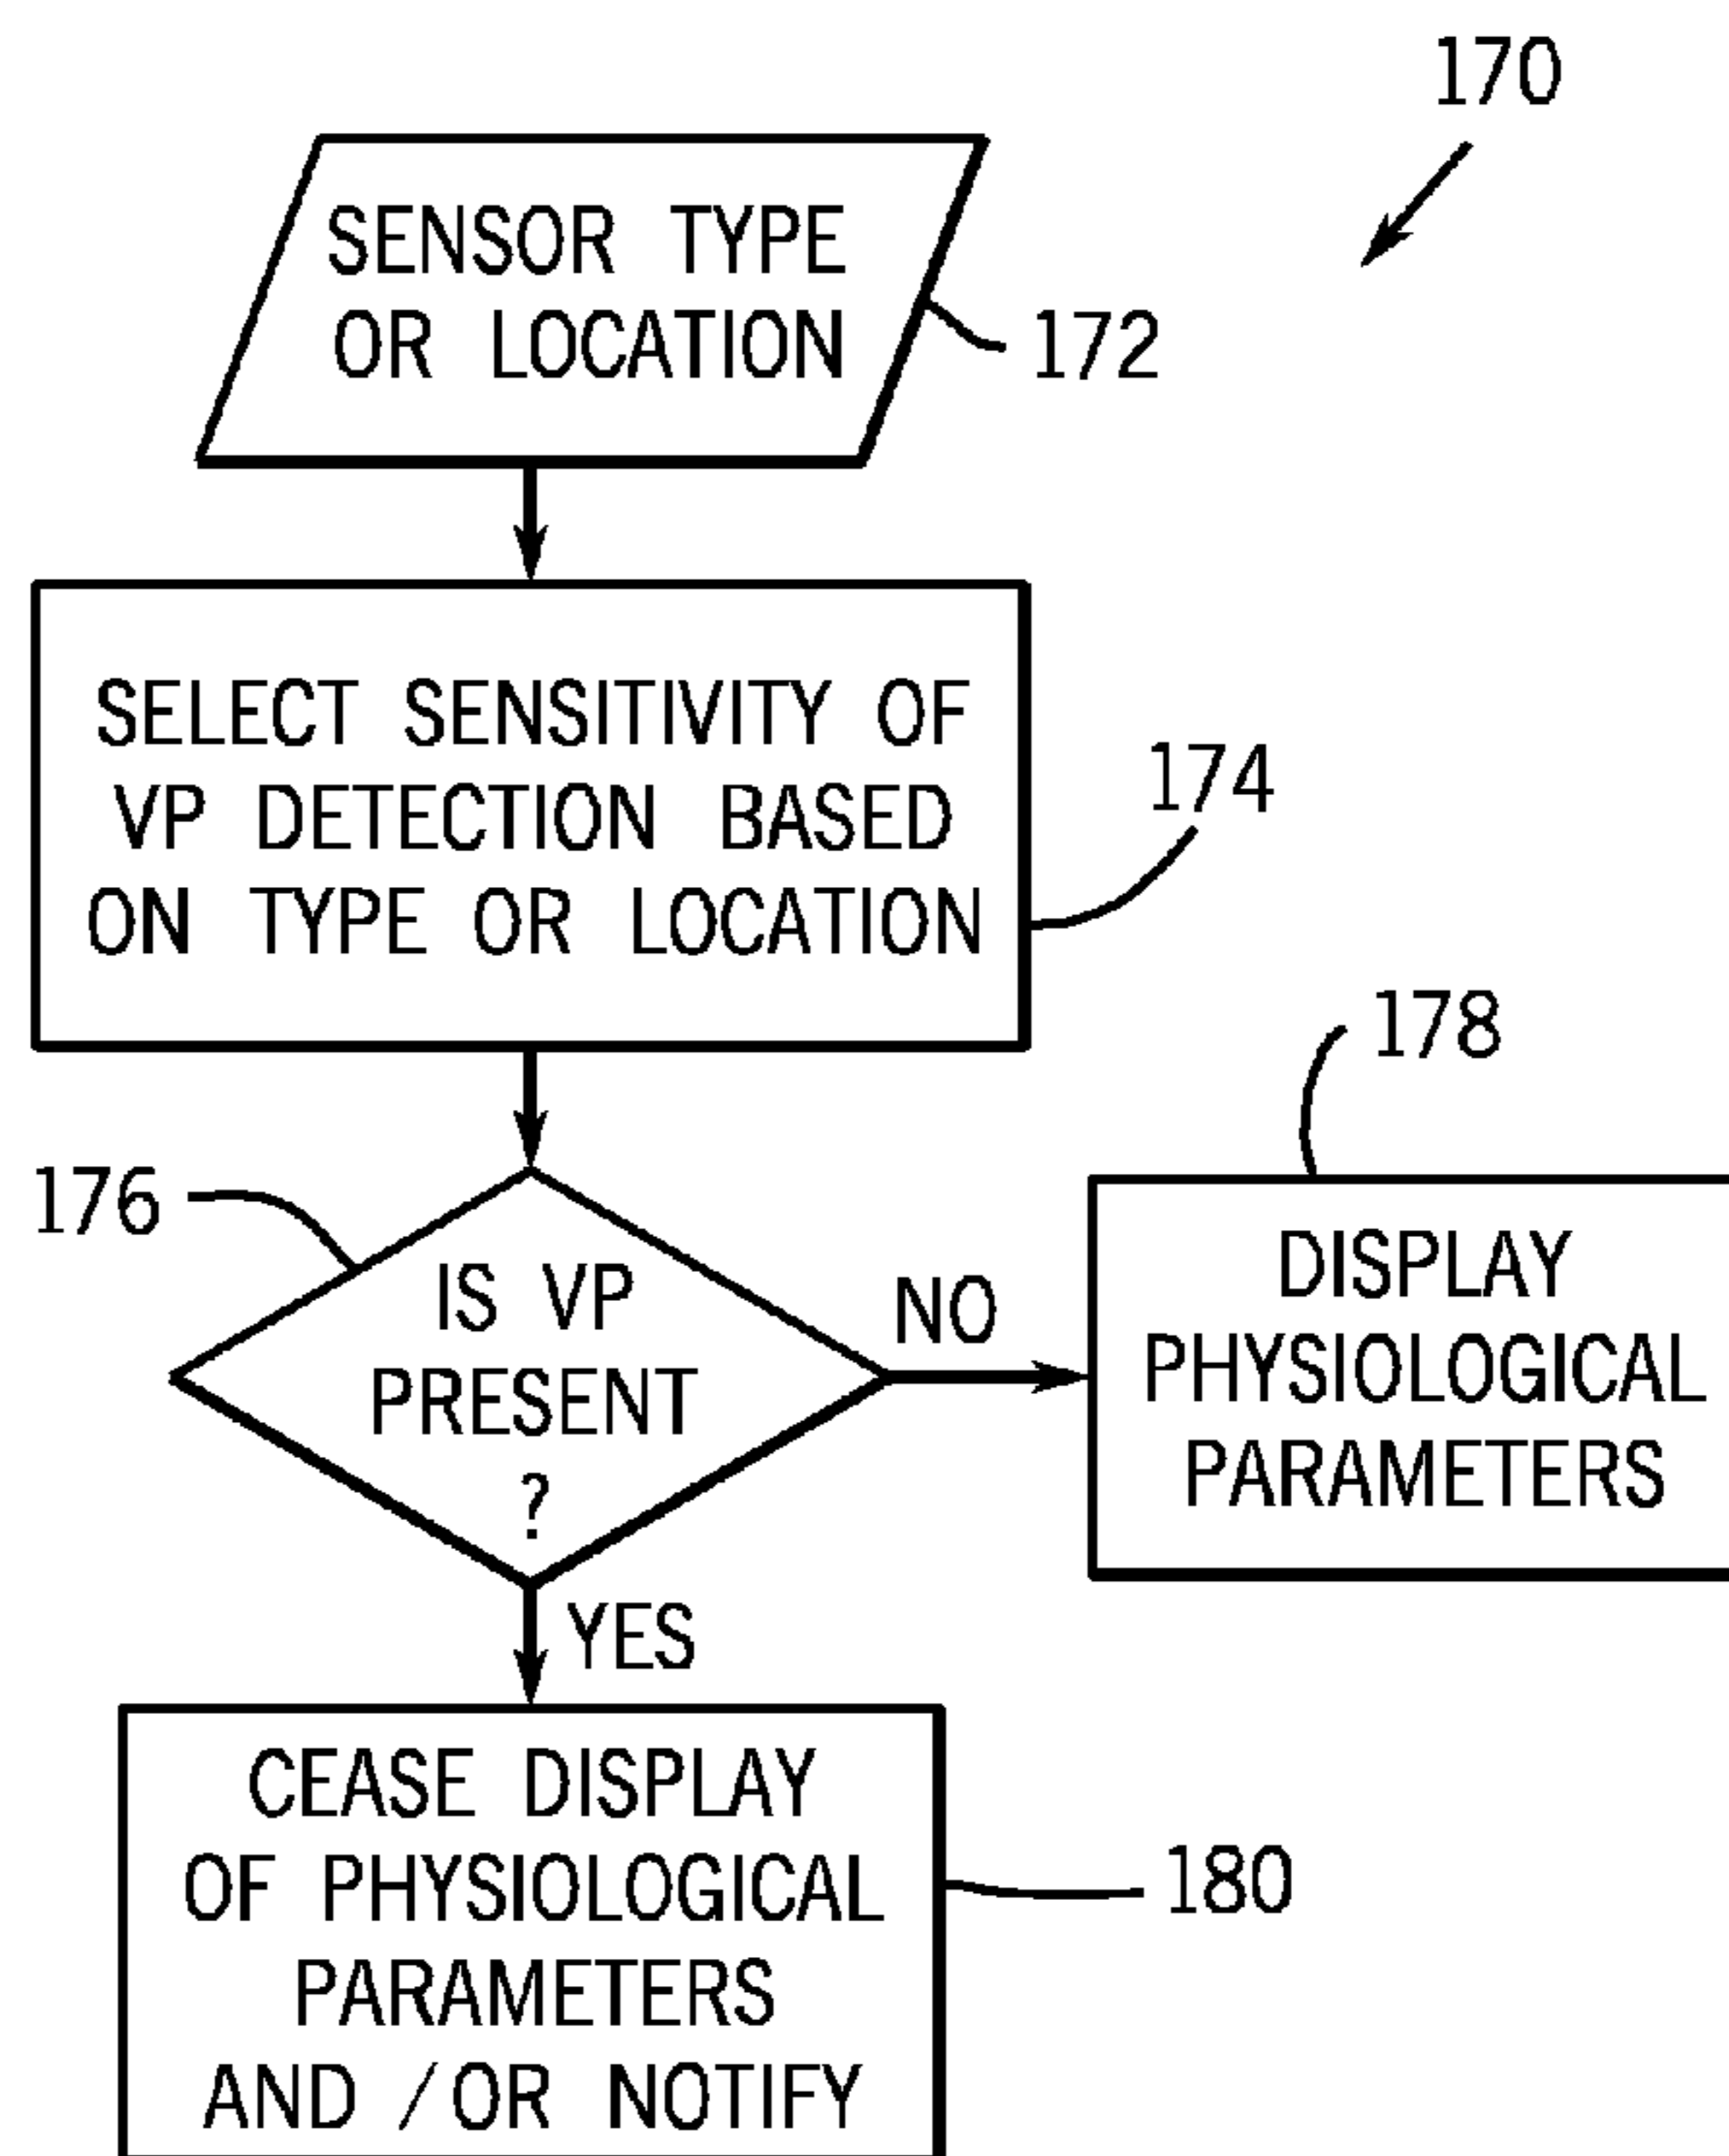 170
SENSOR TYPE
OR LOCATION
172
SELECT SENSITIVITY OF
VP DETECTION BASED
ON TYPE OR LOCATION
174
178
176
IS VP
PRESENT
?
NO
DISPLAY
PHYSIOLOGICAL
PARAMETERS
YES
CEASE DISPLAY
OF PHYSIOLOGICAL
PARAMETERS
AND /OR NOTIFY
180